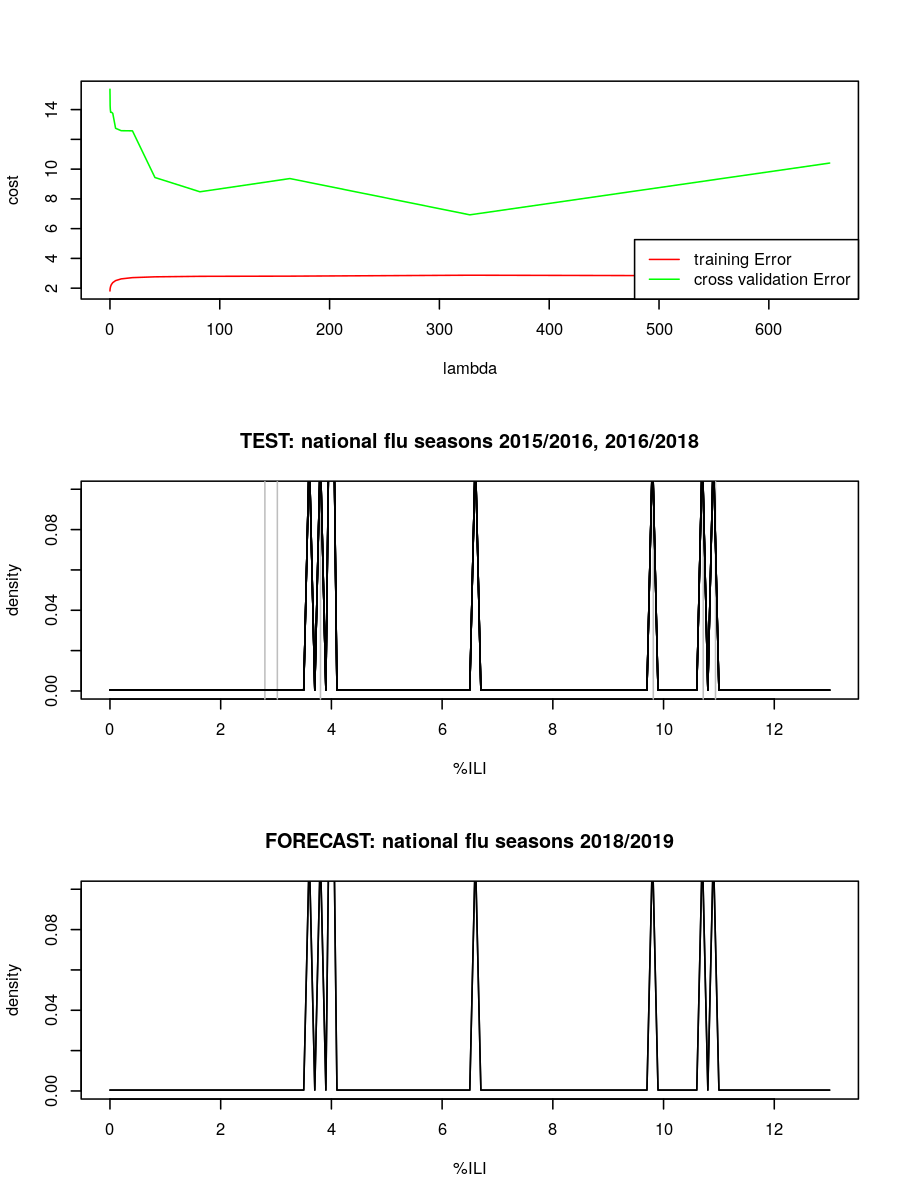 cost
14
10
8
6
4
2
training Error
cross validation Error
0 100 200 300 400 500 600
lambda
TEST: national flu seasons 2015/2016, 2016/2018
density
0.08
0.04
0.00
0 2 4 6 8 10 12
%ILI
FORECAST: national flu seasons 2018/2019
density
0.08
0.04
0.00
0 2 4 6 8 10 12
%ILI